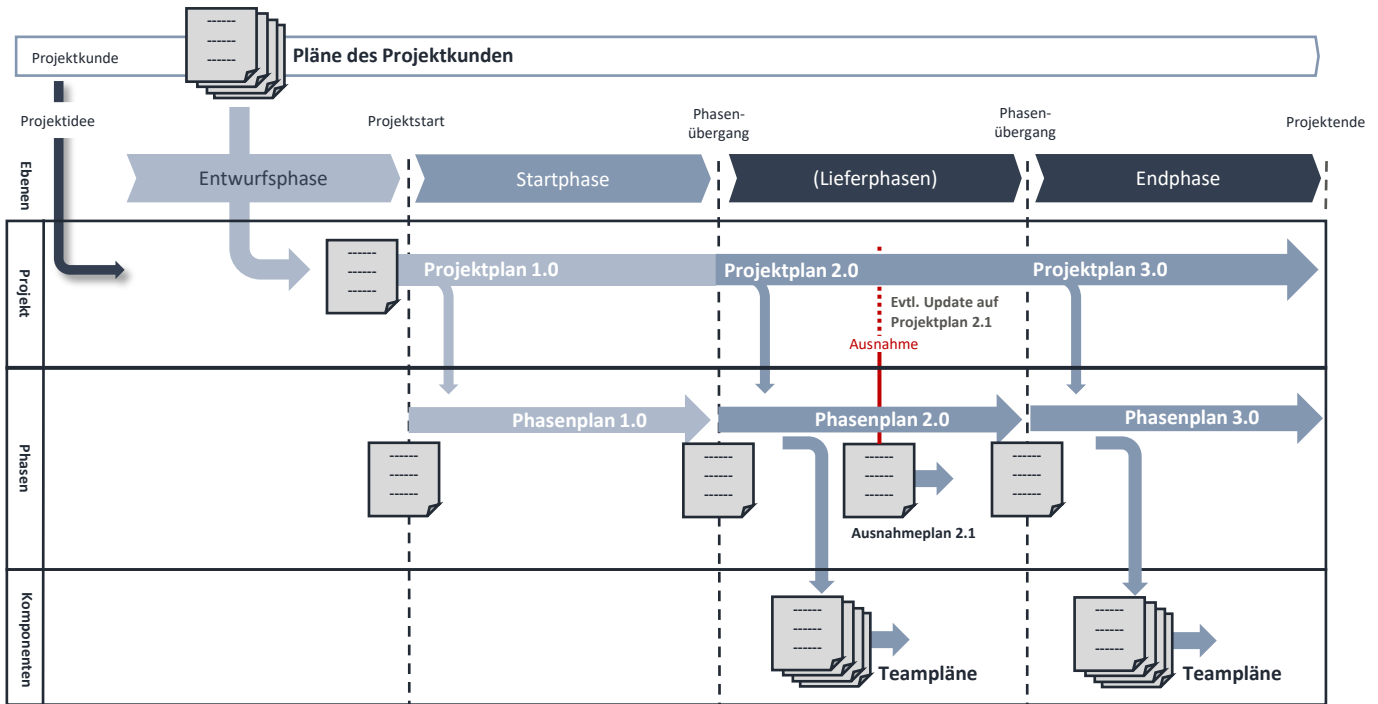 ------
------
------
Projektkunde
Pläne des Projektkunden
Projektidee
Projektstart
Phasen-
übergang
Phasen-
übergang
Projektende
Ebenen
Entwurfsphase
Startphase
(Lieferphasen)
Endphase
Projekt
------
------
------
Projektplan 1.0
Projektplan 2.0
Projektplan 3.0
Evtl. Update auf
Projektplan 2.1
Ausnahme
Phasen
Phasenplan 1.0
Phasenplan 2.0
Phasenplan 3.0
------
------
------
------
------
------
------
------
------
------
------
------
Ausnahmeplan 2.1
Komponenten
------
------
------
------
------
------
Teampläne
Teampläne